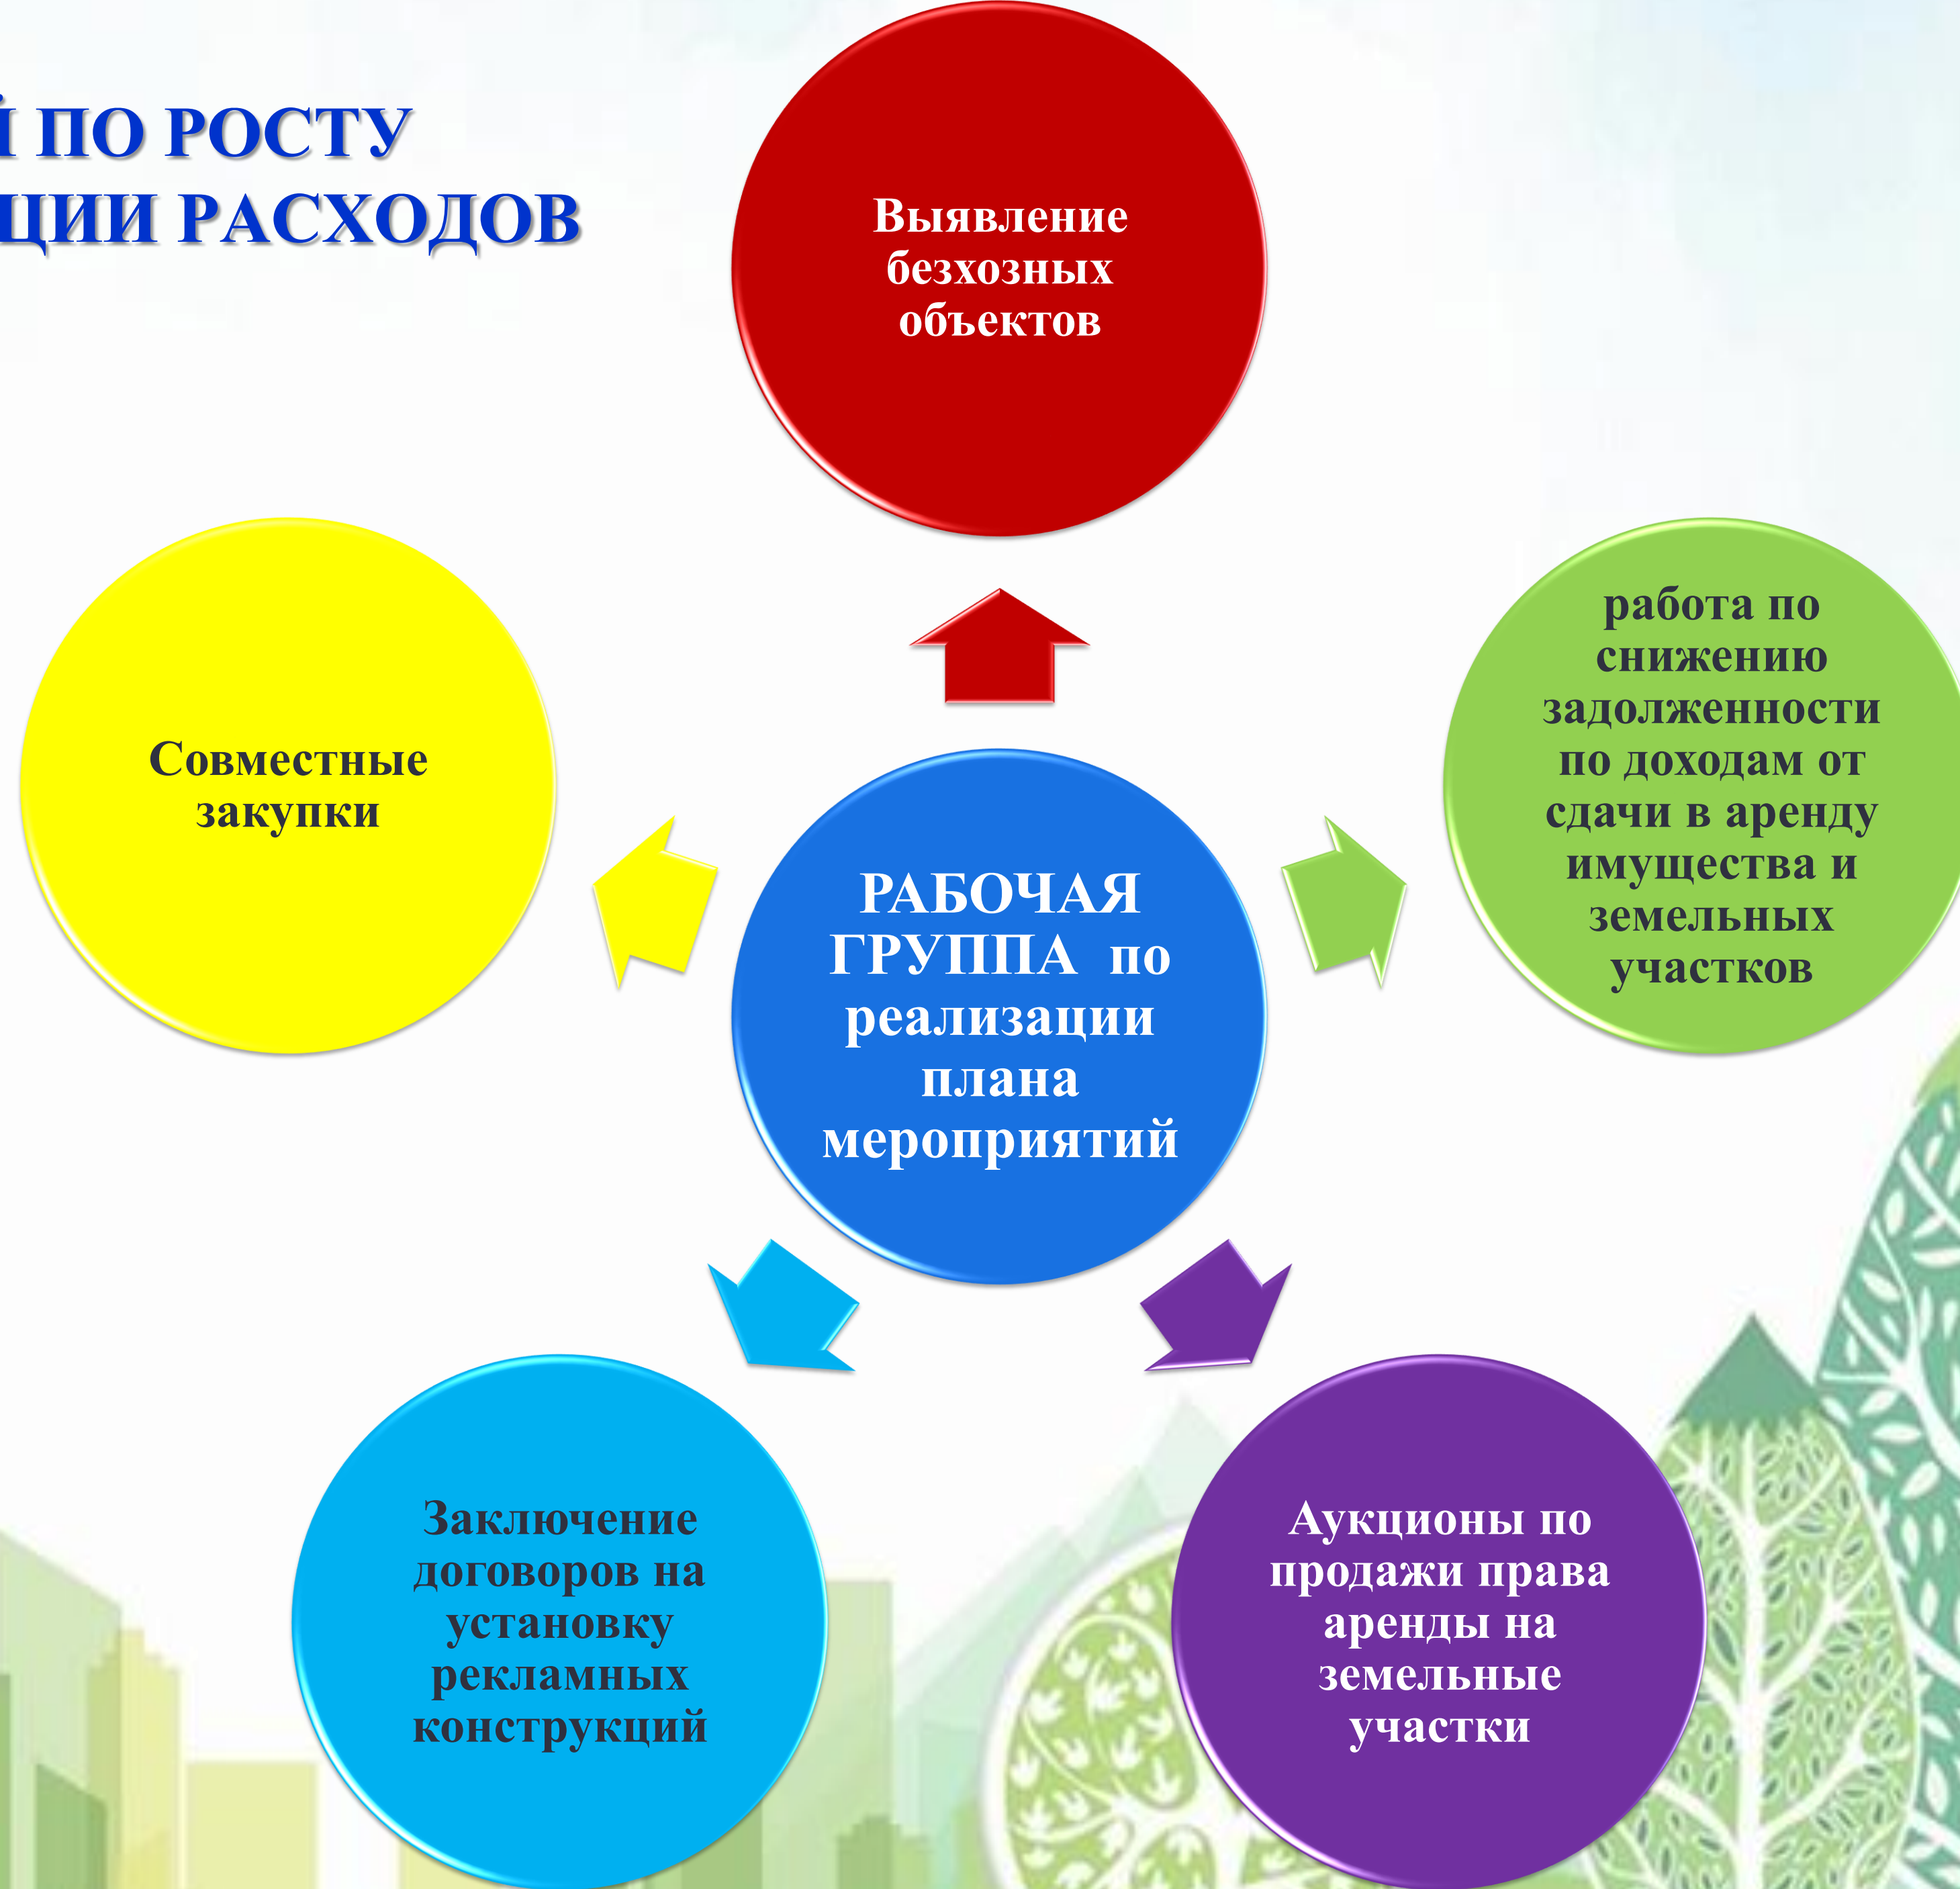 Й ПО РОСТУ
ЦИИ РАСХОДОВ
Выявление
безхозных
объектов
работа по
снижению
задолженности
по доходам от
сдачи в аренду
имущества и
земельных
участков
Совместные
закупки
РАБОЧАЯ
ГРУППА по
реализации
плана
мероприятий
Заключение
договоров на
установку
рекламных
конструкций
Аукционы по
продажи права
аренды на
земельные
участки